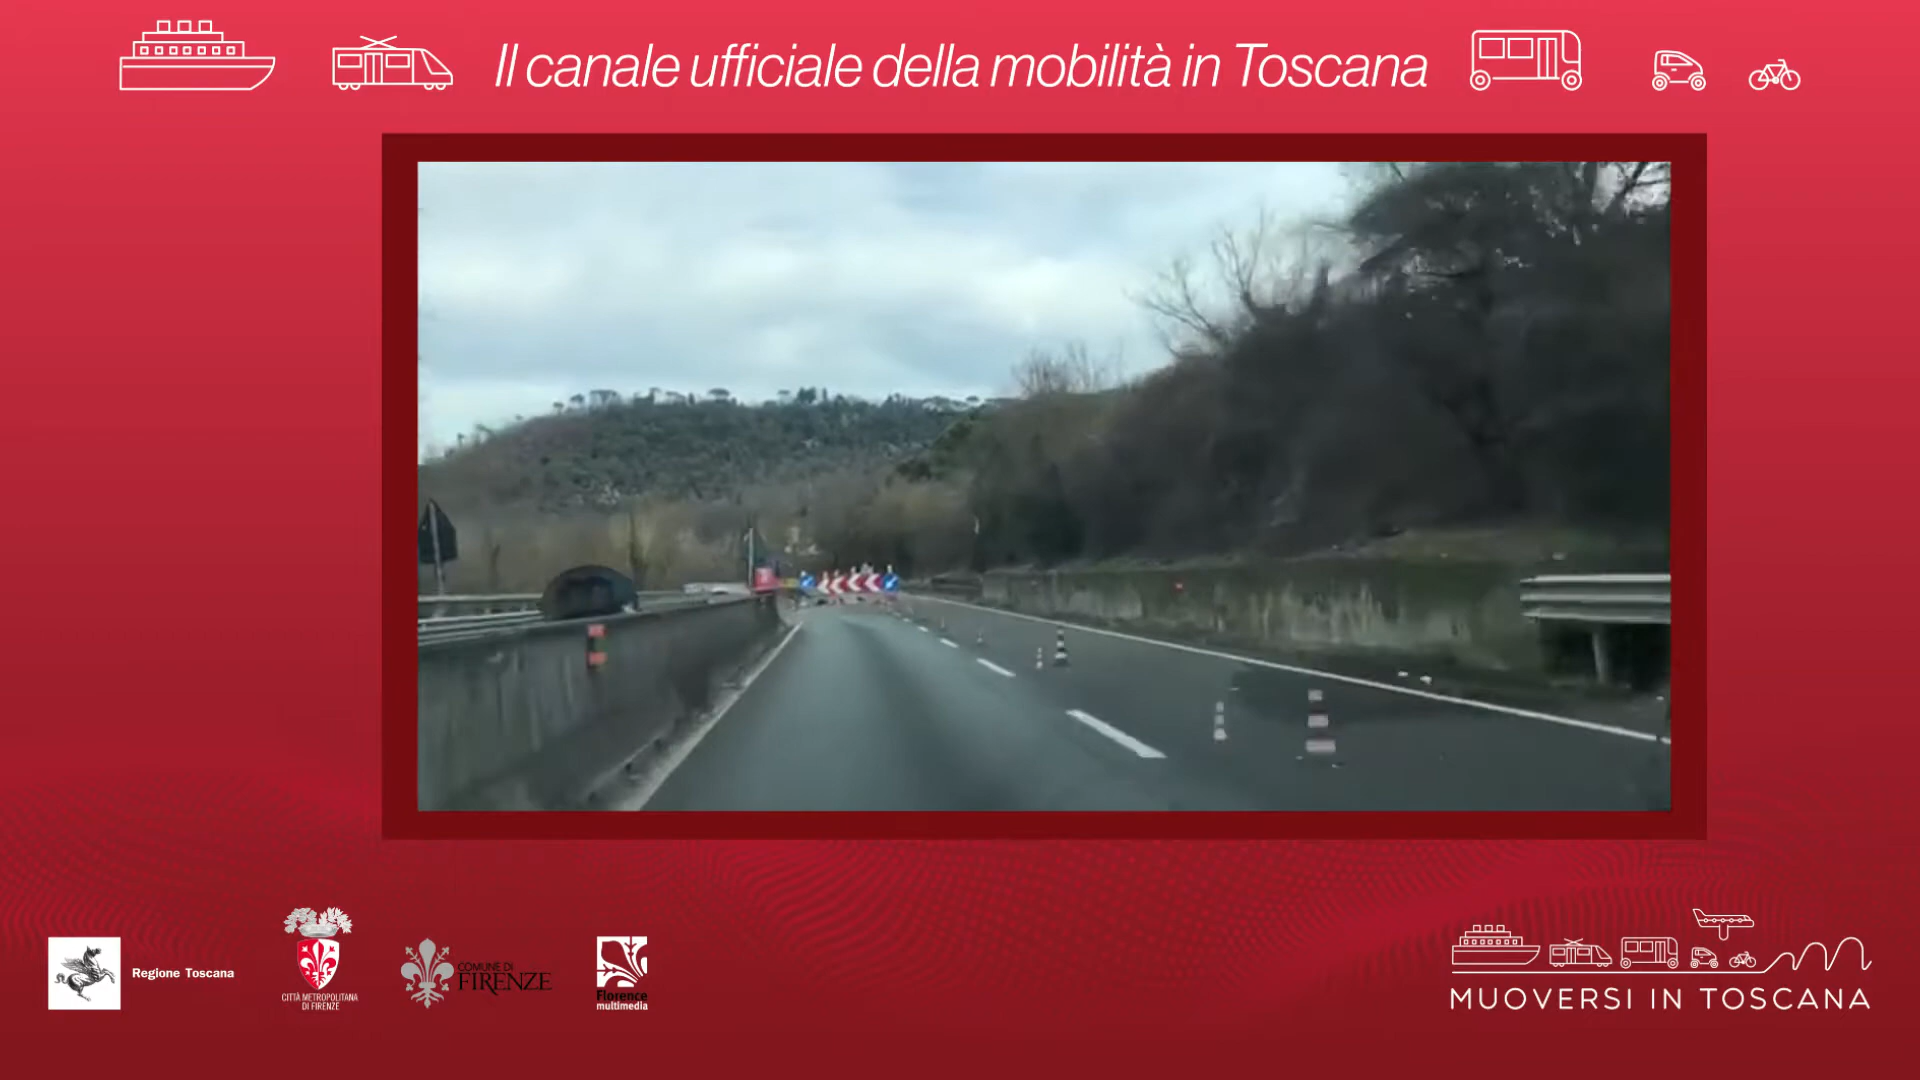 Il canale ufficiale della mobilità in Toscana
Regione Toscana
CITTÀ METROPOLITANA
DI FIRENZE
COMUNE DI
FIRENZE
Florence
multimedia
MUOVERSI IN TOSCANA